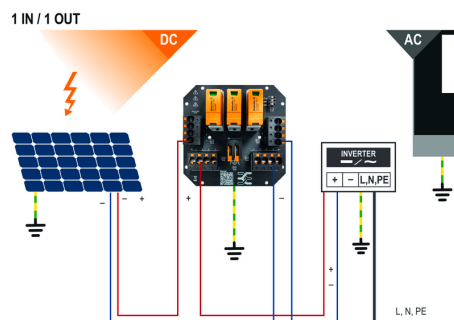 1 IN / 1 OUT
DC
AC
INVERTER
+ − L,N,PE
− − +
+
−
+
−
L, N, PE